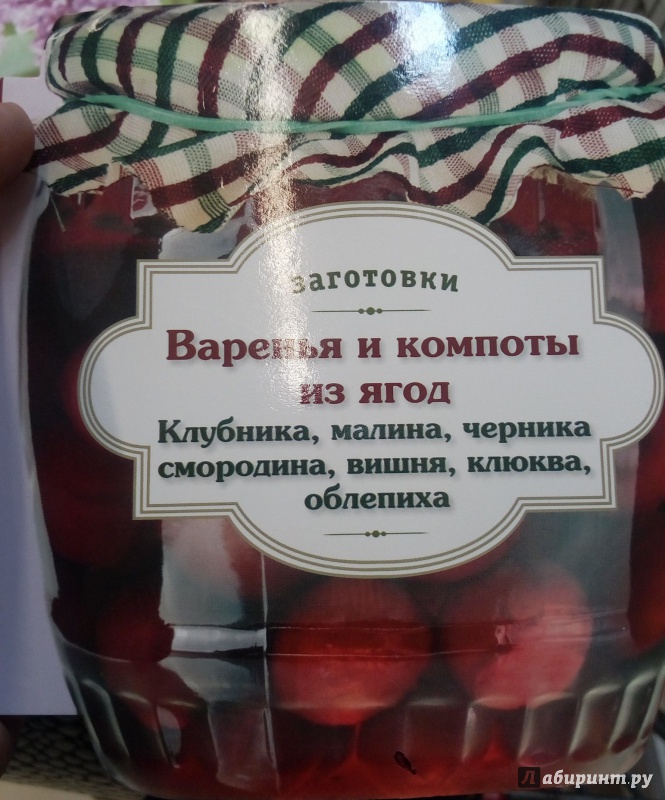 заготовки
Варенья и компоты
из ягод
Клубника, малина, черника
смородина, вишня, клюква,
облепиха
Лабиринт.ру